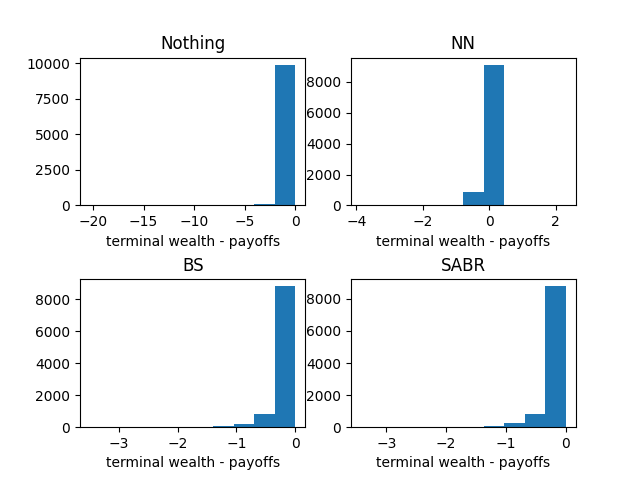 Nothing
NN
10000
7500
5000
2500
0
−20 −15 −10 −5 0
terminal wealth - payoffs
8000
6000
4000
2000
0
−4 −2 0 2
terminal wealth - payoffs
BS
SABR
8000
6000
4000
2000
0
−3 −2 −1 0
terminal wealth - payoffs
8000
6000
4000
2000
0
−3 −2 −1 0
terminal wealth - payoffs